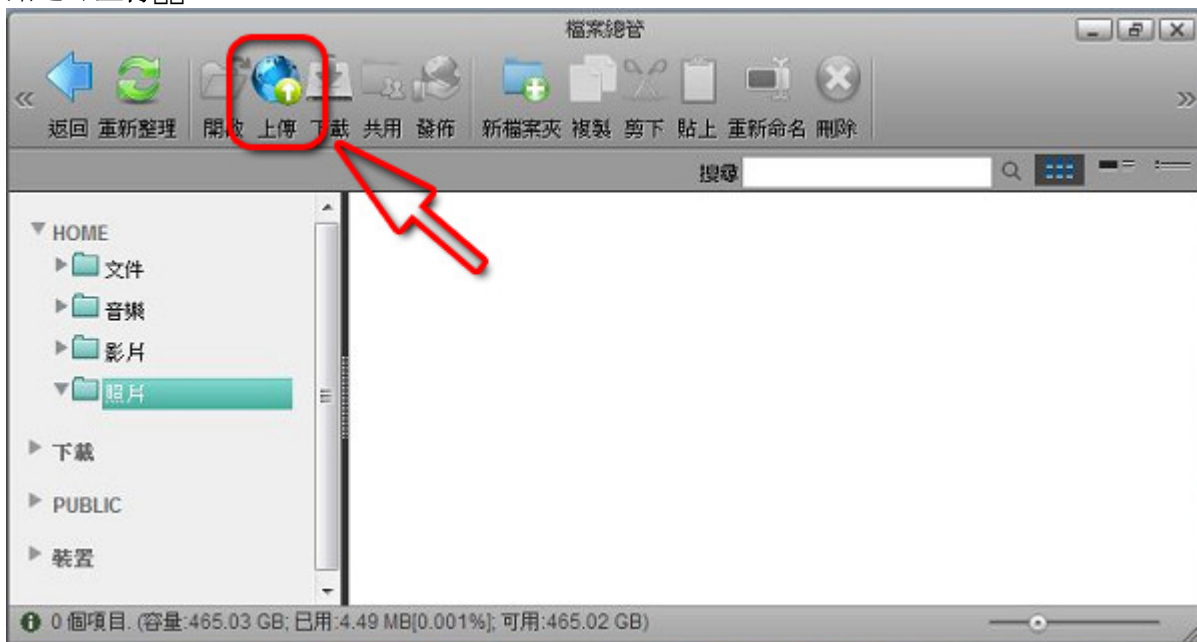 檔案總管
返回 重新整理 開啟 上傳 下載 共用 發佈 新檔案夾 複製 剪下 貼上 重新命名 刪除
搜尋
HOME
文件
音樂
影片
照片
下載
PUBLIC
裝置
0 個項目. (容量:465.03 GB; 已用:4.49 MB[0.001%]; 可用:465.02 GB)